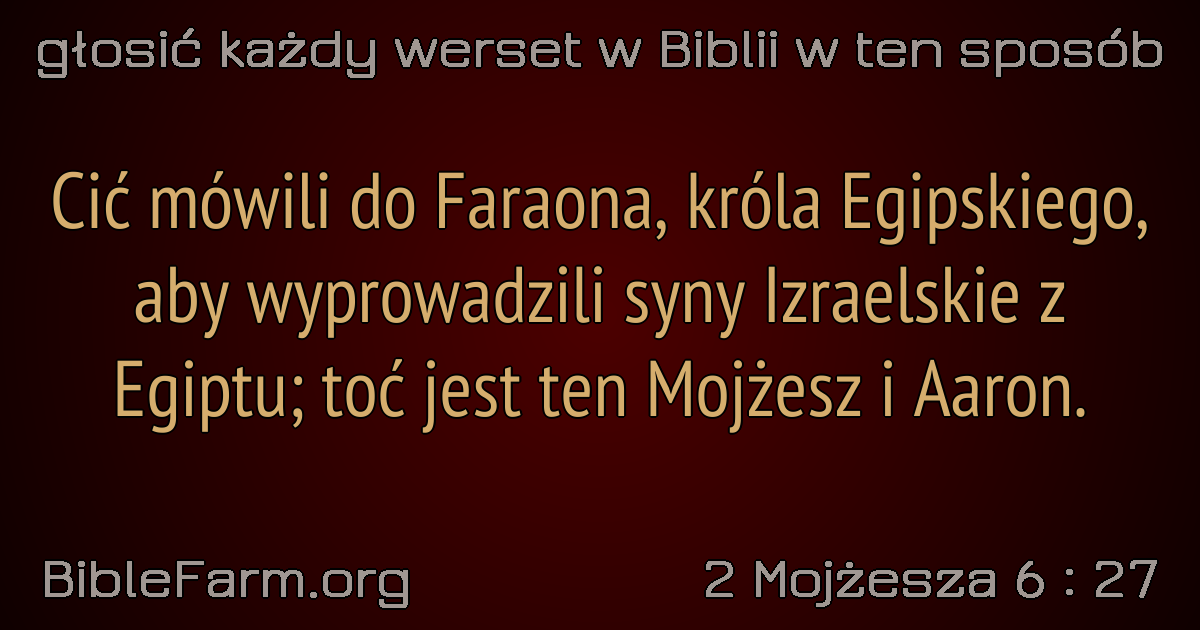 głosić każdy werset w Biblii w ten sposób
Cić mówili do Faraona, króla Egipskiego,
aby wyprowadzili syny Izraelskie z
Egiptu; toć jest ten Mojżesz i Aaron.
BibleFarm.org
2 Mojżesza 6 : 27